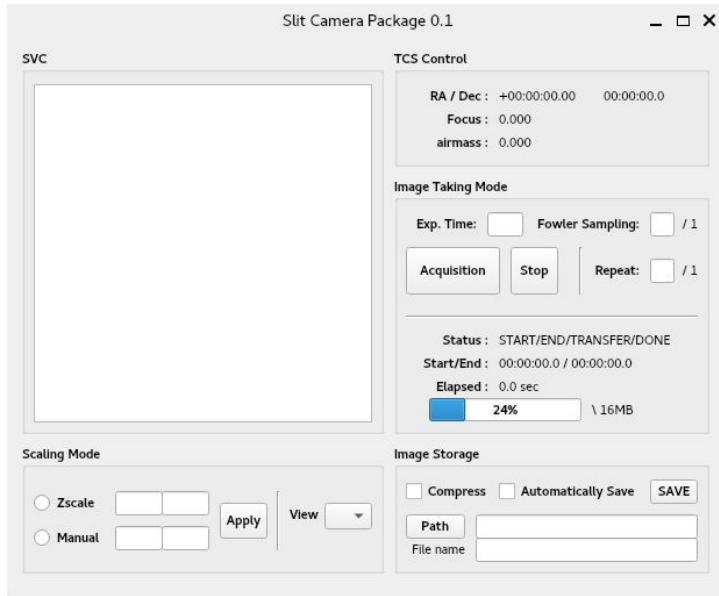 Slit Camera Package 0.1
SVC
TCS Control
RA / Dec : +00:00:00.00 00:00:00.0
Focus : 0.000
airmass : 0.000
Image Taking Mode
Exp. Time: Fowler Sampling: / 1
Acquisition Stop Repeat: / 1
Status : START/END/TRANSFER/DONE
Start/End : 00:00:00.0 / 00:00:00.0
Elapsed : 0.0 sec
24% \ 16MB
Scaling Mode
Zscale
Manual
Apply
View
Image Storage
Compress Automatically Save SAVE
Path
File name